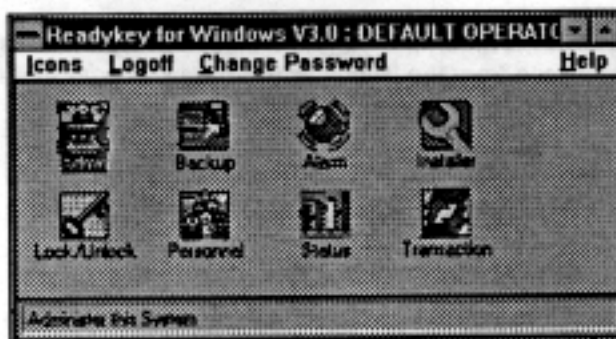 Readykey for Windows V3.0 : DEFAULT OPERATO
Icons Logoff Change Password Help
Admin Backup Alarm Installer
Lock/Unlock Personnel Status Transaction
Administer this System